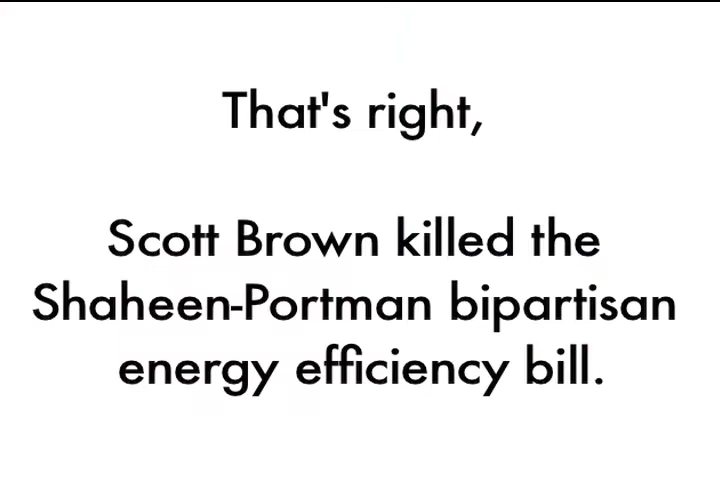 That's right,
Scott Brown killed the
Shaheen-Portman bipartisan
energy efficiency bill.